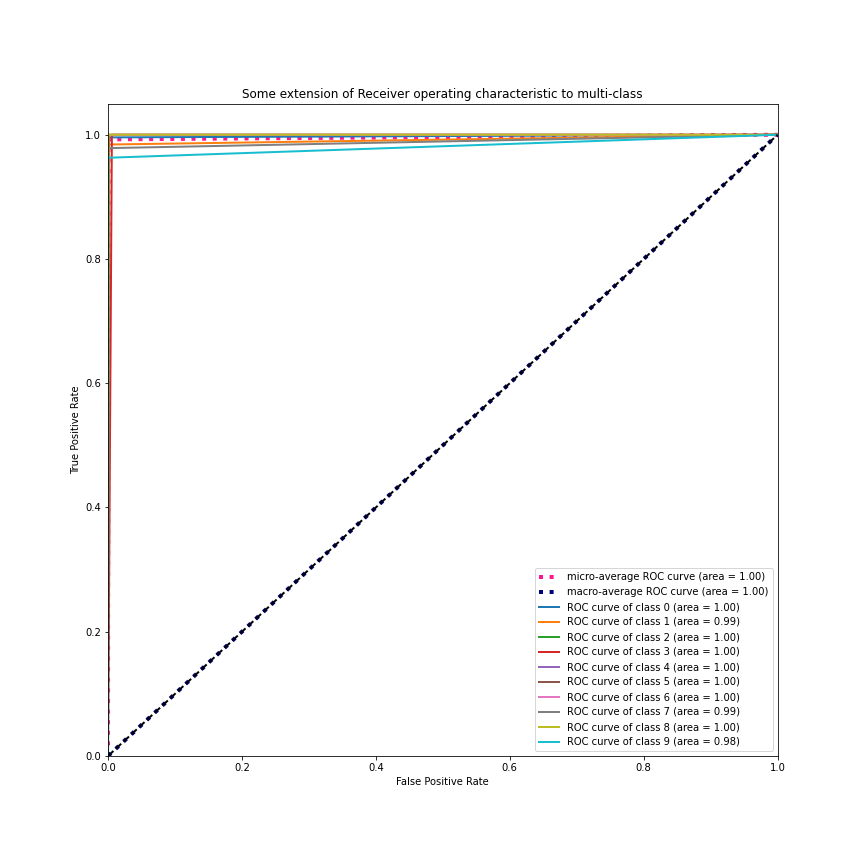 Some extension of Receiver operating characteristic to multi-class
1.0
0.8
0.6
0.4
0.2
0.0
True Positive Rate
0.0 0.2 0.4 0.6 0.8 1.0
False Positive Rate
micro-average ROC curve (area = 1.00)
macro-average ROC curve (area = 1.00)
ROC curve of class 0 (area = 1.00)
ROC curve of class 1 (area = 0.99)
ROC curve of class 2 (area = 1.00)
ROC curve of class 3 (area = 1.00)
ROC curve of class 4 (area = 1.00)
ROC curve of class 5 (area = 1.00)
ROC curve of class 6 (area = 1.00)
ROC curve of class 7 (area = 0.99)
ROC curve of class 8 (area = 1.00)
ROC curve of class 9 (area = 0.98)